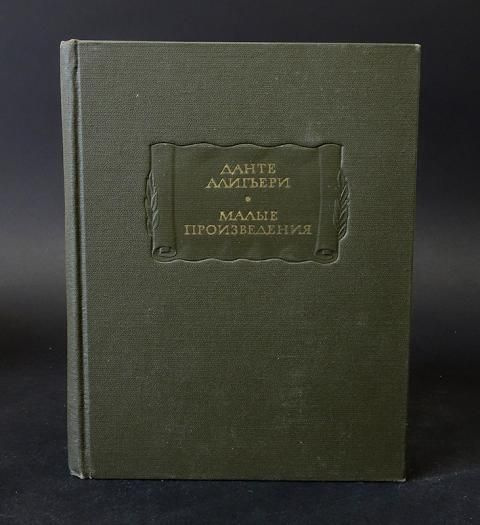 ДАНТЕ
АЛИГЬЕРИ
•
МАЛЫЕ
ПРОИЗВЕДЕНИЯ